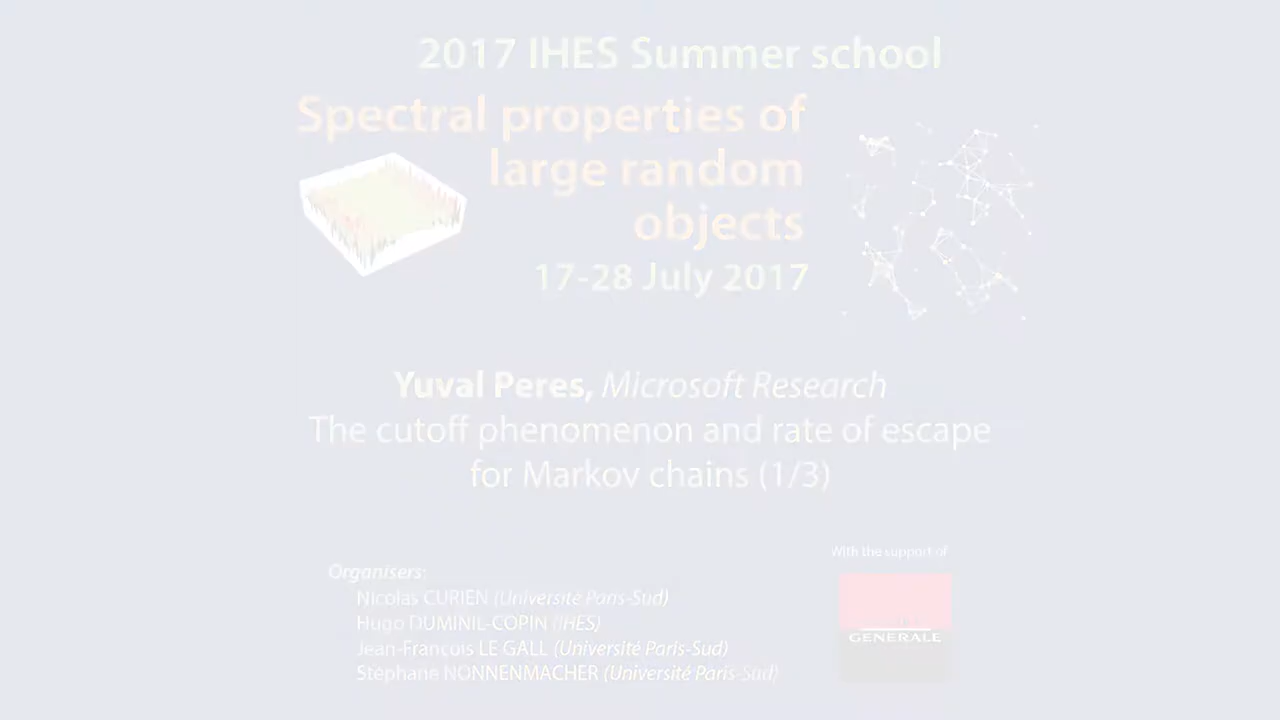 2017 IHES Summer school
Spectral properties of
large random
objects
17-28 July 2017
Yuval Peres, Microsoft Research
The cutoff phenomenon and rate of escape
for Markov chains (1/3)
With the support of
Organisers:
Nicolas CURIEN (Université Paris-Sud)
Hugo DUMINIL-COPIN (IHES)
Jean-François LE GALL (Université Paris-Sud)
Stéphane NONNENMACHER (Université Paris-Sud)
GENERALE